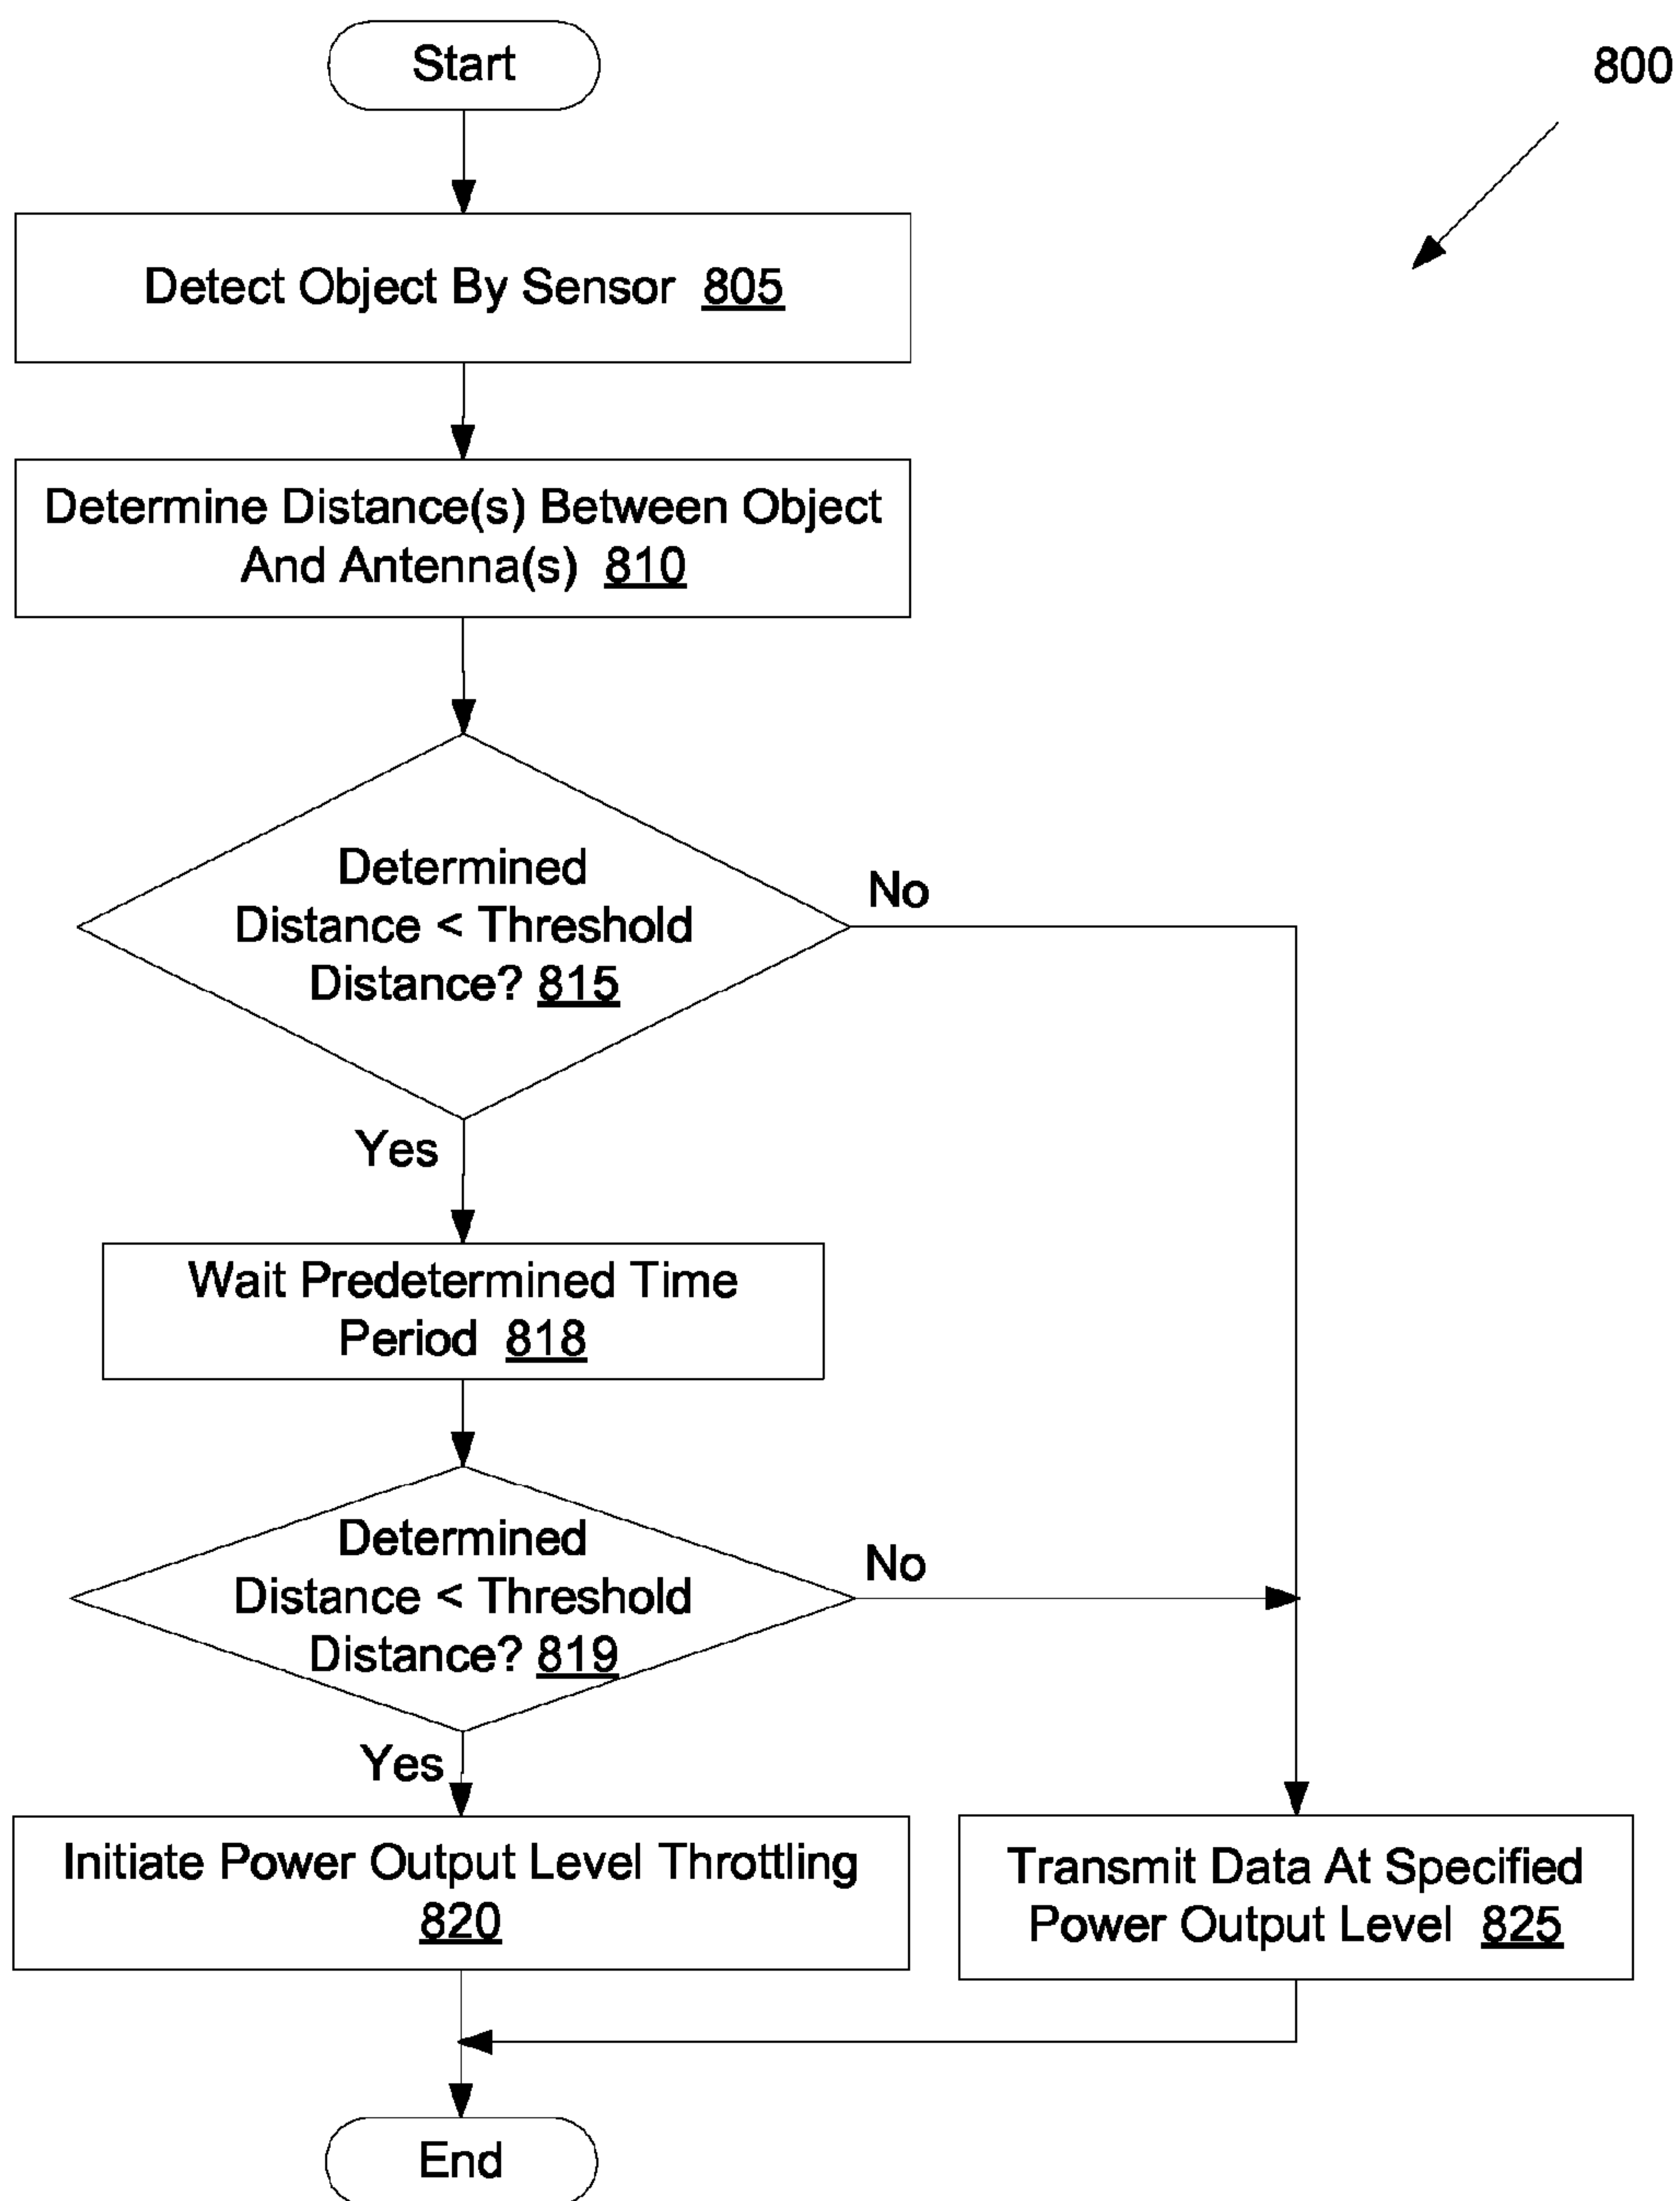 Start
800
Detect Object By Sensor 805
Determine Distance(s) Between Object
And Antenna(s) 810
Determined
Distance < Threshold
Distance? 815
No
Yes
Wait Predetermined Time
Period 818
Determined
Distance < Threshold
Distance? 819
No
Yes
Initiate Power Output Level Throttling
820
Transmit Data At Specified
Power Output Level 825
End